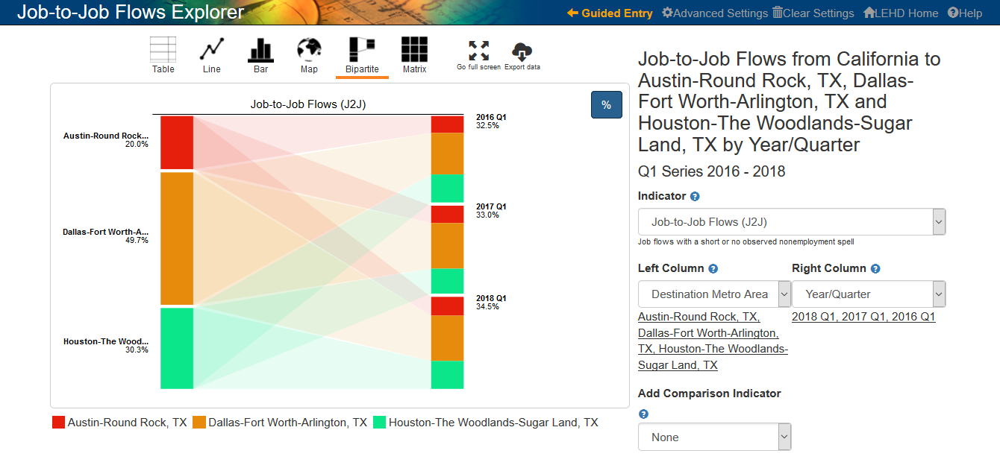 Job-to-Job Flows Explorer
Guided Entry Advanced Settings Clear Settings LEHD Home Help
Table Line Bar Map Bipartite Matrix Go full screen Export data
Job-to-Job Flows (J2J)
%
Austin-Round Rock...
20.0%
Dallas-Fort Worth-A...
49.7%
Houston-The Wood...
30.3%
2016 Q1
32.5%
2017 Q1
33.0%
2018 Q1
34.5%
Austin-Round Rock, TX Dallas-Fort Worth-Arlington, TX Houston-The Woodlands-Sugar Land, TX
Job-to-Job Flows from California to
Austin-Round Rock, TX, Dallas-
Fort Worth-Arlington, TX and
Houston-The Woodlands-Sugar
Land, TX by Year/Quarter
Q1 Series 2016 - 2018
Indicator ?
Job-to-Job Flows (J2J)
Job flows with a short or no observed nonemployment spell
Left Column ? Right Column ?
Destination Metro Area Year/Quarter
Austin-Round Rock, TX, 2018 Q1, 2017 Q1, 2016 Q1
Dallas-Fort Worth-Arlington,
TX, Houston-The Woodlands-
Sugar Land, TX
Add Comparison Indicator
?
None